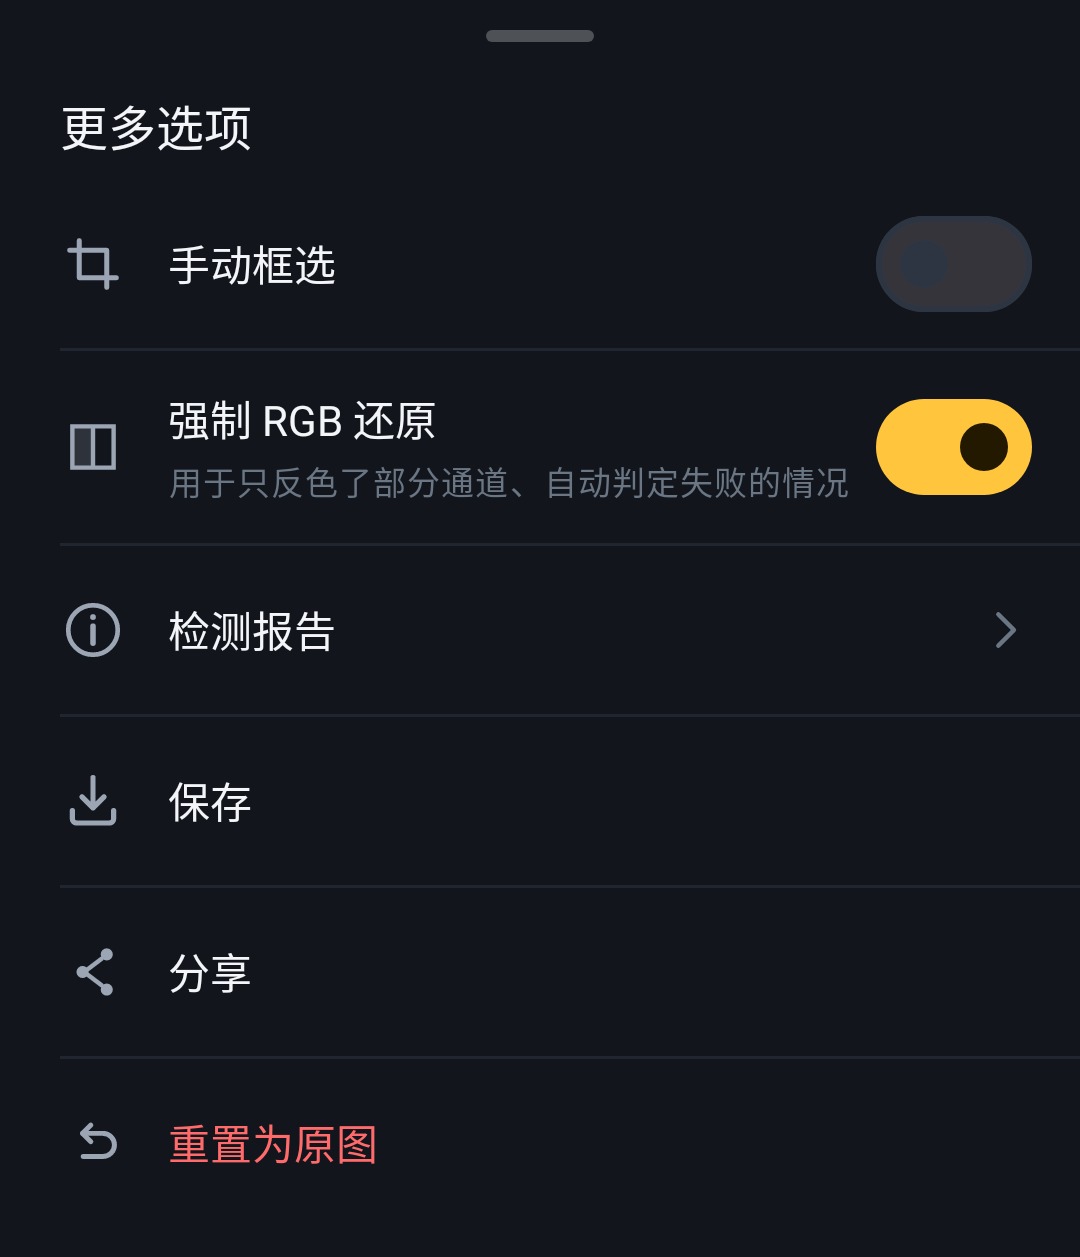 更多选项
手动框选
强制 RGB 还原
用于只反色了部分通道、自动判定失败的情况
检测报告
保存
分享
重置为原图